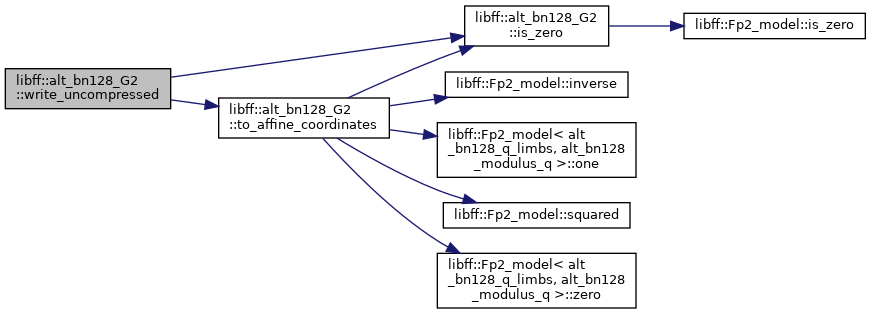 libff::alt_bn128_G2
::write_uncompressed
libff::alt_bn128_G2
::is_zero
libff::Fp2_model::is_zero
libff::alt_bn128_G2
::to_affine_coordinates
libff::Fp2_model::inverse
libff::Fp2_model< alt
_bn128_q_limbs, alt_bn128
_modulus_q >::one
libff::Fp2_model::squared
libff::Fp2_model< alt
_bn128_q_limbs, alt_bn128
_modulus_q >::zero